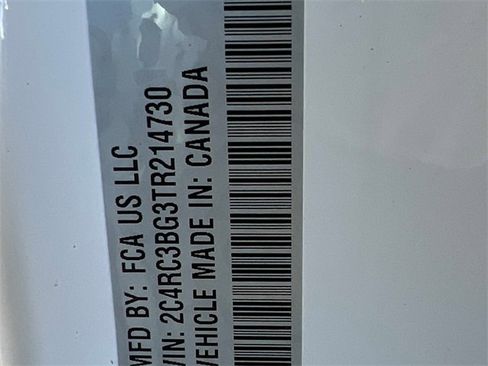 MFD BY: FCA US LLC
VIN: 2C4RC3BG3TR214730
VEHICLE MADE IN: CANADA